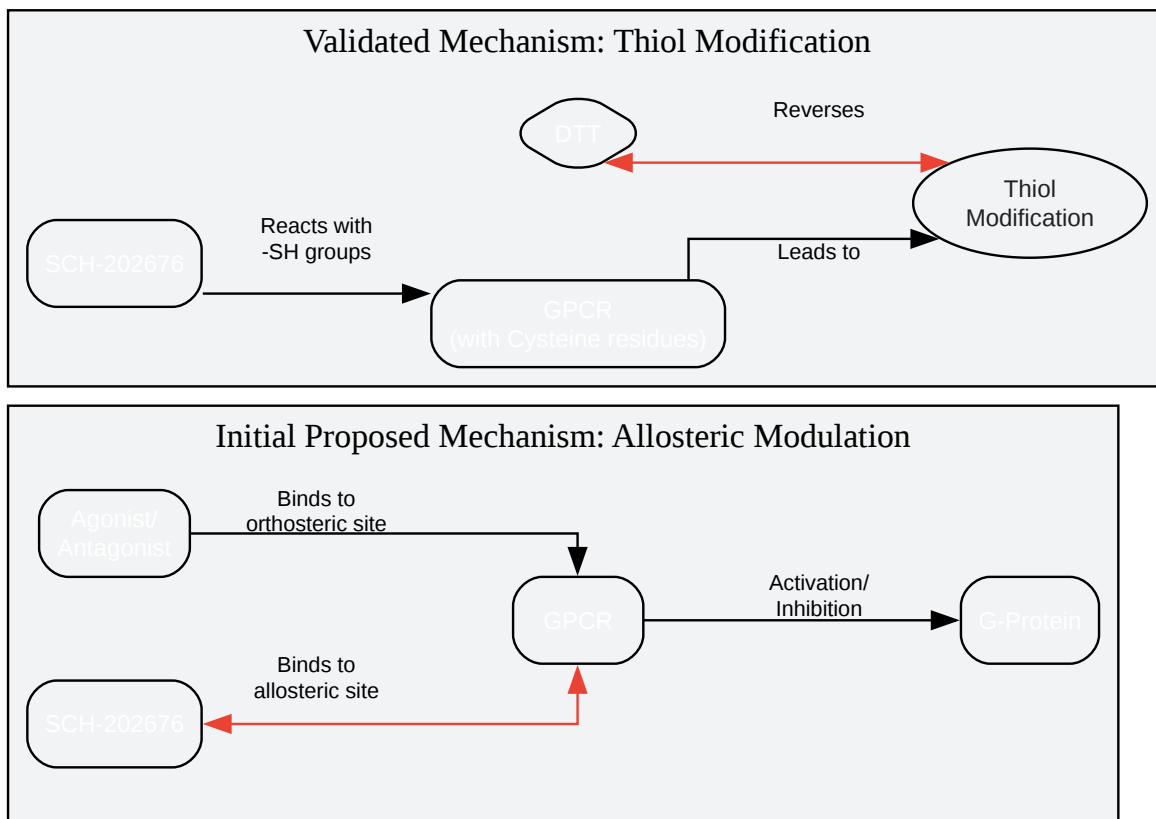 Validated Mechanism: Thiol Modification
DTT
Reverses
Thiol
Modification
Reacts with
-SH groups
SCH-202676
Leads to
GPCR
(with Cysteine residues)
Initial Proposed Mechanism: Allosteric Modulation
Agonist/
Antagonist
Binds to
orthosteric site
GPCR
Activation/
Inhibition
G-Protein
Binds to
allosteric site
SCH-202676